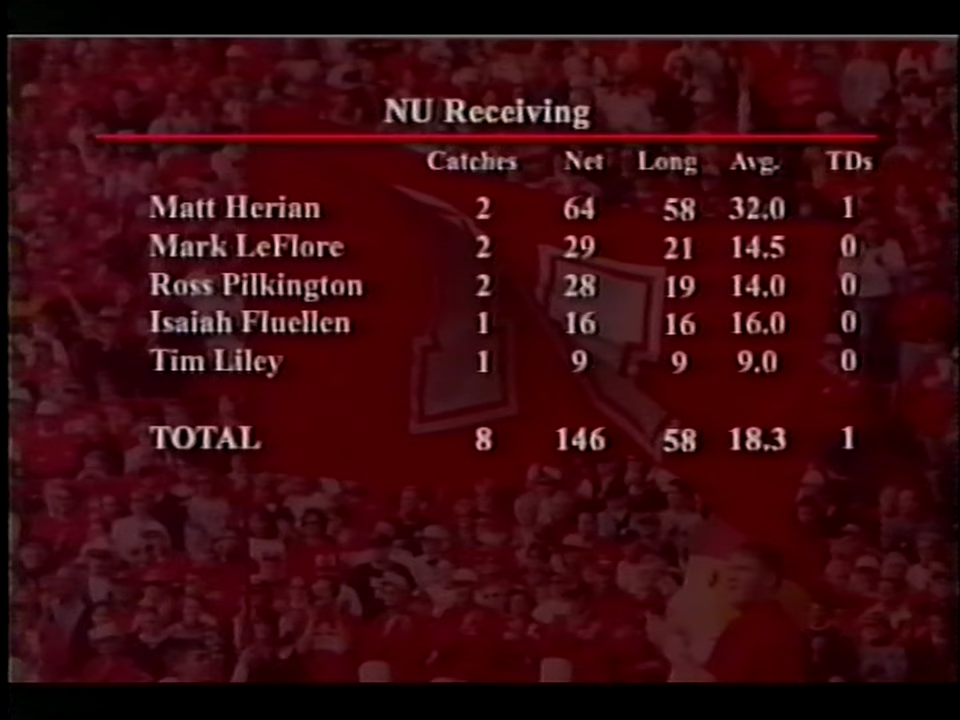 NU Receiving
Catches Net Long Avg. TDs
Matt Herian 2 64 58 32.0 1
Mark LeFlore 2 29 21 14.5 0
Ross Pilkington 2 28 19 14.0 0
Isaiah Fluellen 1 16 16 16.0 0
Tim Liley 1 9 9 9.0 0
TOTAL 8 146 58 18.3 1